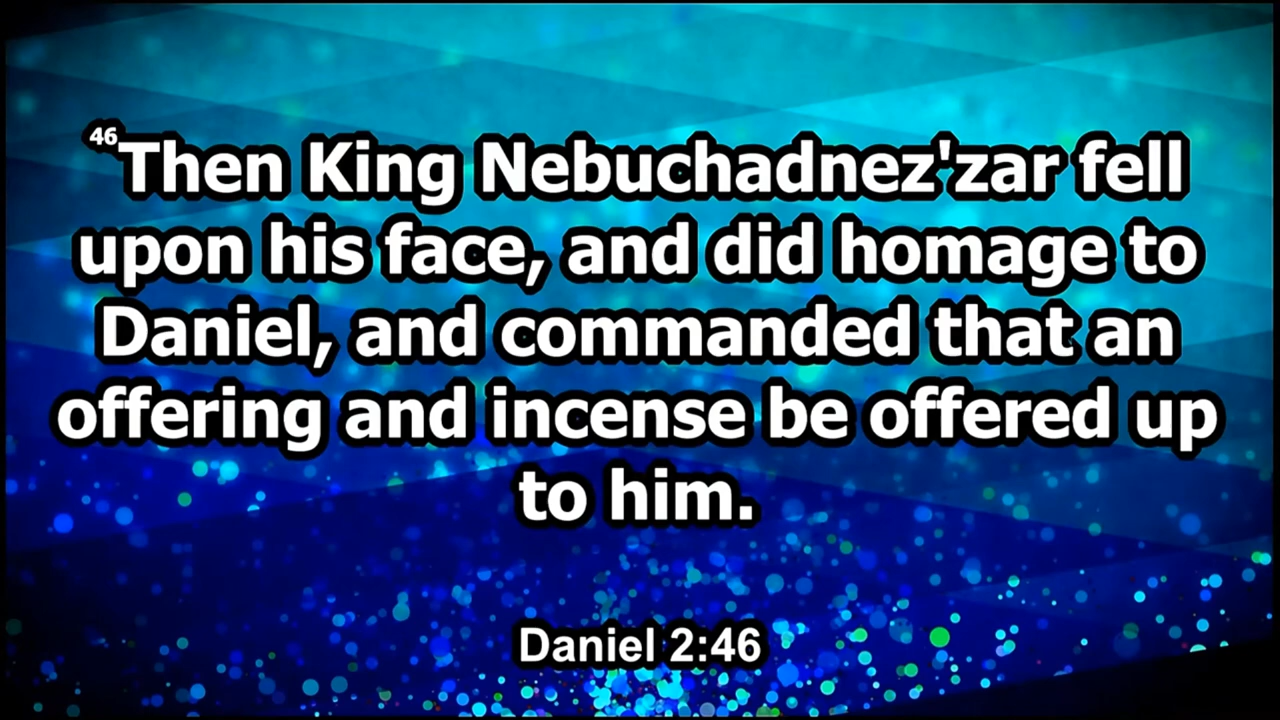 46Then King Nebuchadnez'zar fell
upon his face, and did homage to
Daniel, and commanded that an
offering and incense be offered up
to him.
Daniel 2:46